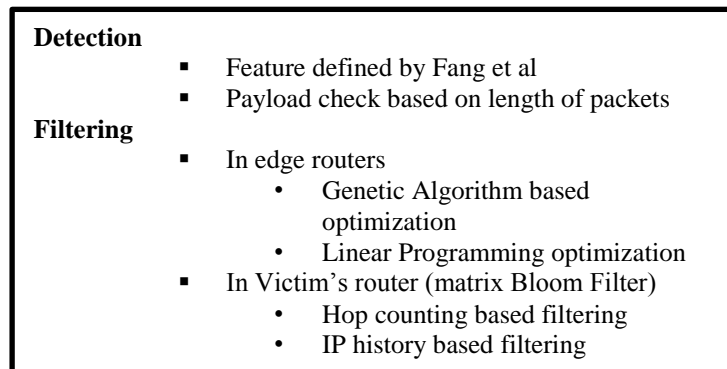 Detection
▪ Feature defined by Fang et al
▪ Payload check based on length of packets
Filtering
▪ In edge routers
• Genetic Algorithm based
optimization
• Linear Programming optimization
▪ In Victim's router (matrix Bloom Filter)
• Hop counting based filtering
• IP history based filtering